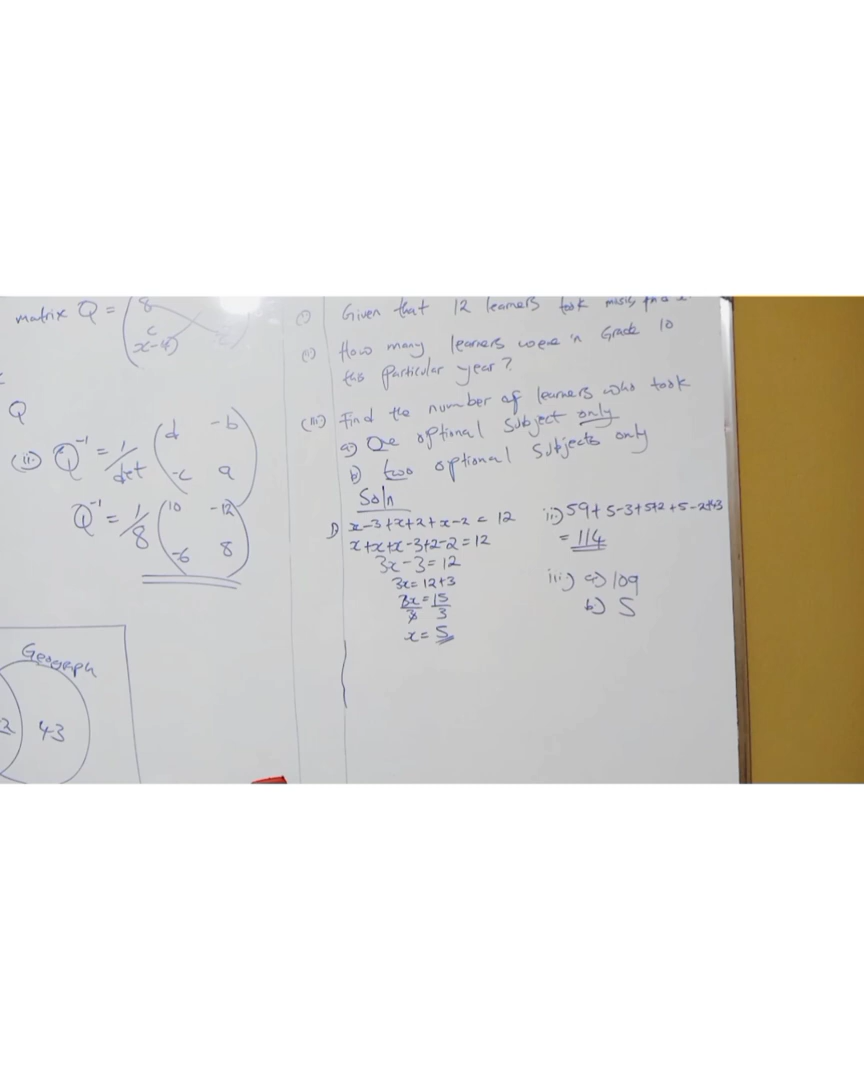 matrix Q = ( 8
x-4)
Q
(ii) Q⁻¹ = 1/det ( d -b
-c a )
Q⁻¹ = 1/8 ( 10 -12
-6 8 )
Geograph
2 43
(i) Given that 12 learners took music find x.
(ii) How many learners were in Grade 10
this particular year?
(iii) Find the number of learners who took
a) One optional subject only
b) two optional subjects only
Soln
i) x-3+x+2+x-2 = 12
x+x+x-3+2-2=12
3x-3=12
3x=12+3
3x/3=15/3
x=5
ii) 59+5-3+5+2+5-2+43
= 114
iii) a) 109
b) 5